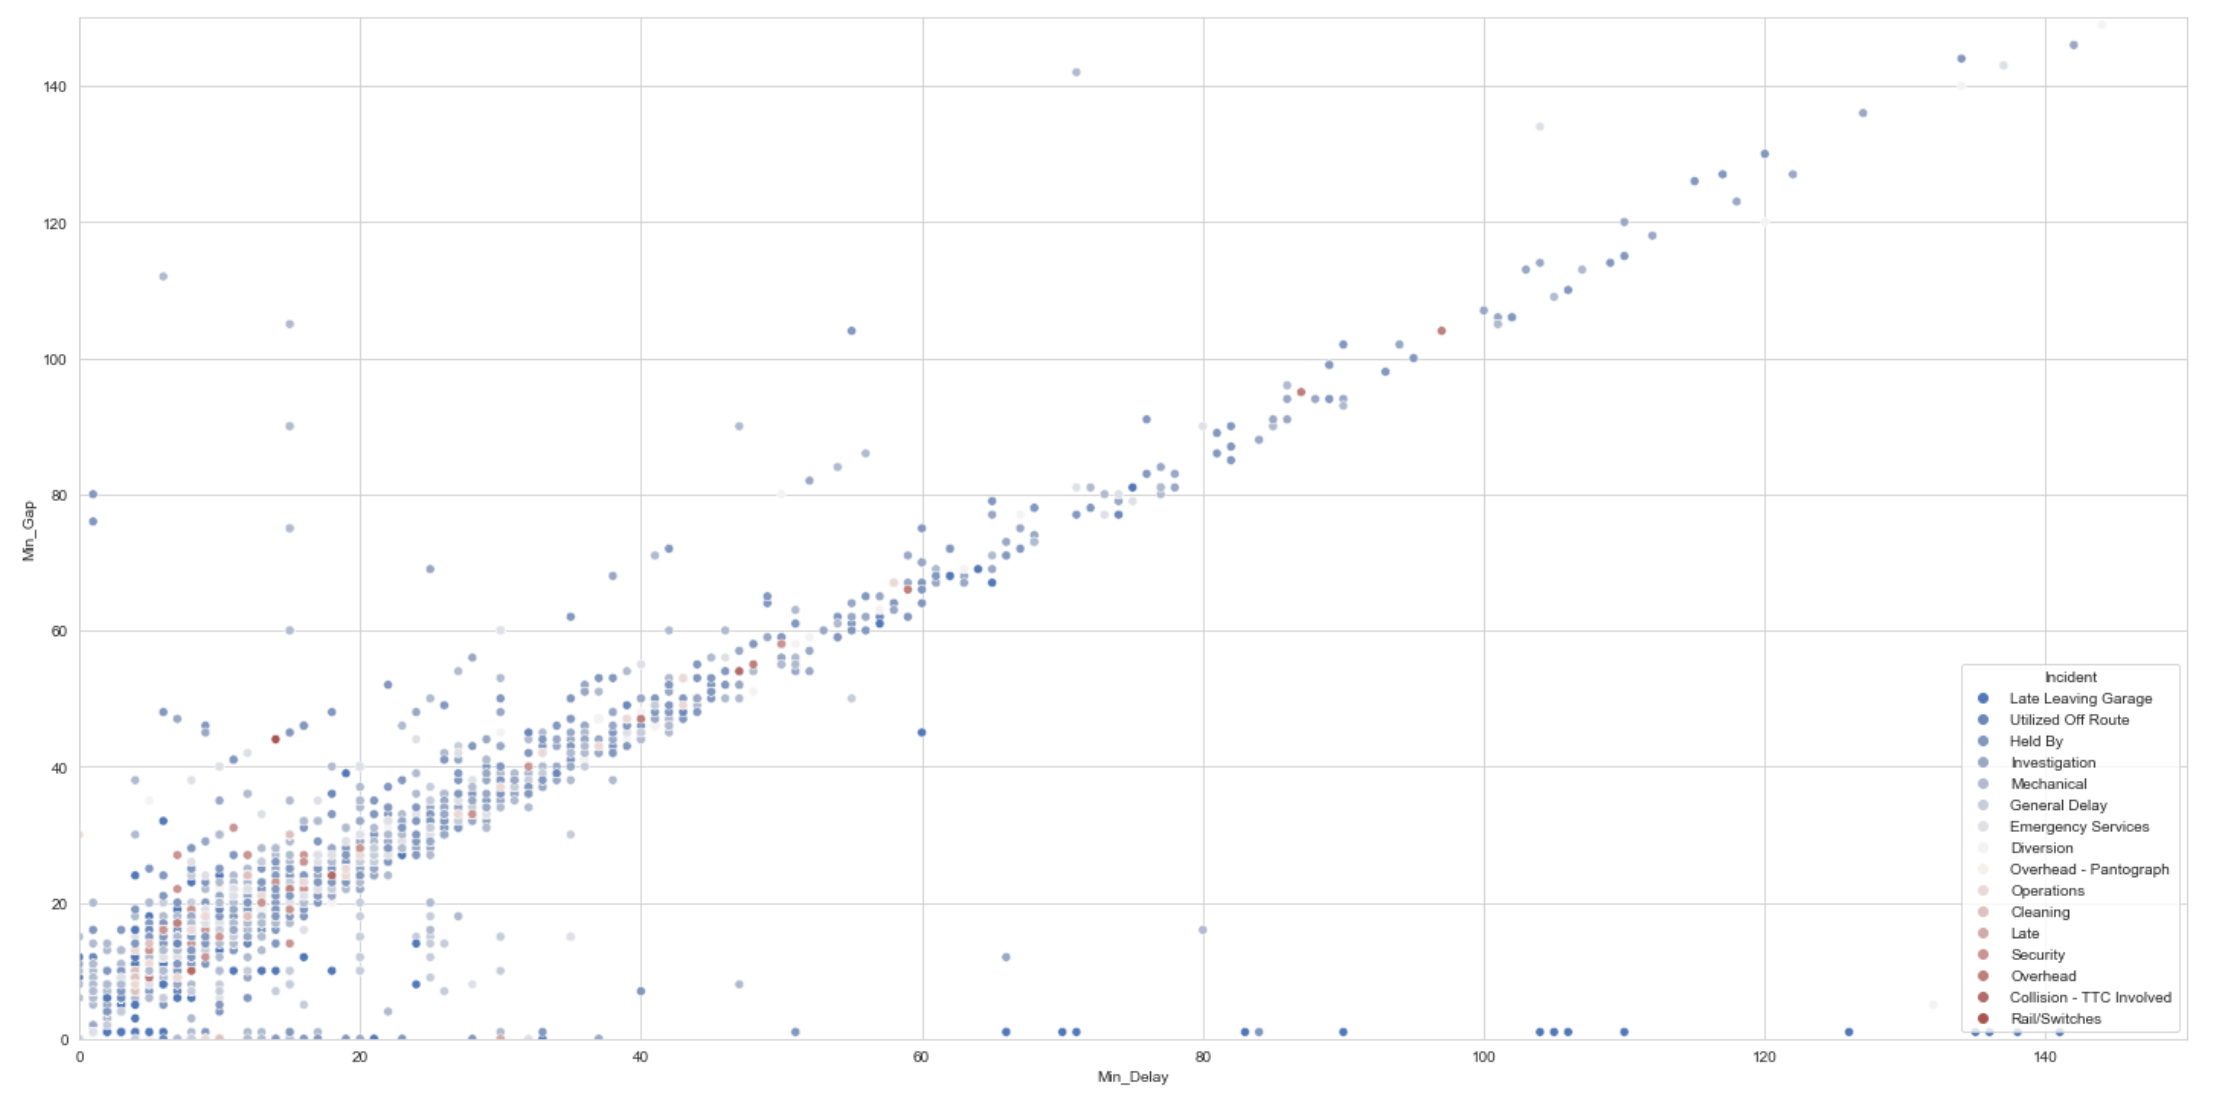 140
120
100
80
60
40
20
0
Min_Gap
0 20 40 60 80 100 120 140
Min_Delay
Incident
Late Leaving Garage
Utilized Off Route
Held By
Investigation
Mechanical
General Delay
Emergency Services
Diversion
Overhead - Pantograph
Operations
Cleaning
Late
Security
Overhead
Collision - TTC Involved
Rail/Switches